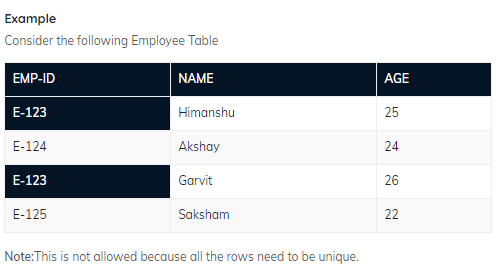 Example
Consider the following Employee Table
EMP-ID NAME AGE
E-123 Himanshu 25
E-124 Akshay 24
E-123 Garvit 26
E-125 Saksham 22
Note:This is not allowed because all the rows need to be unique.